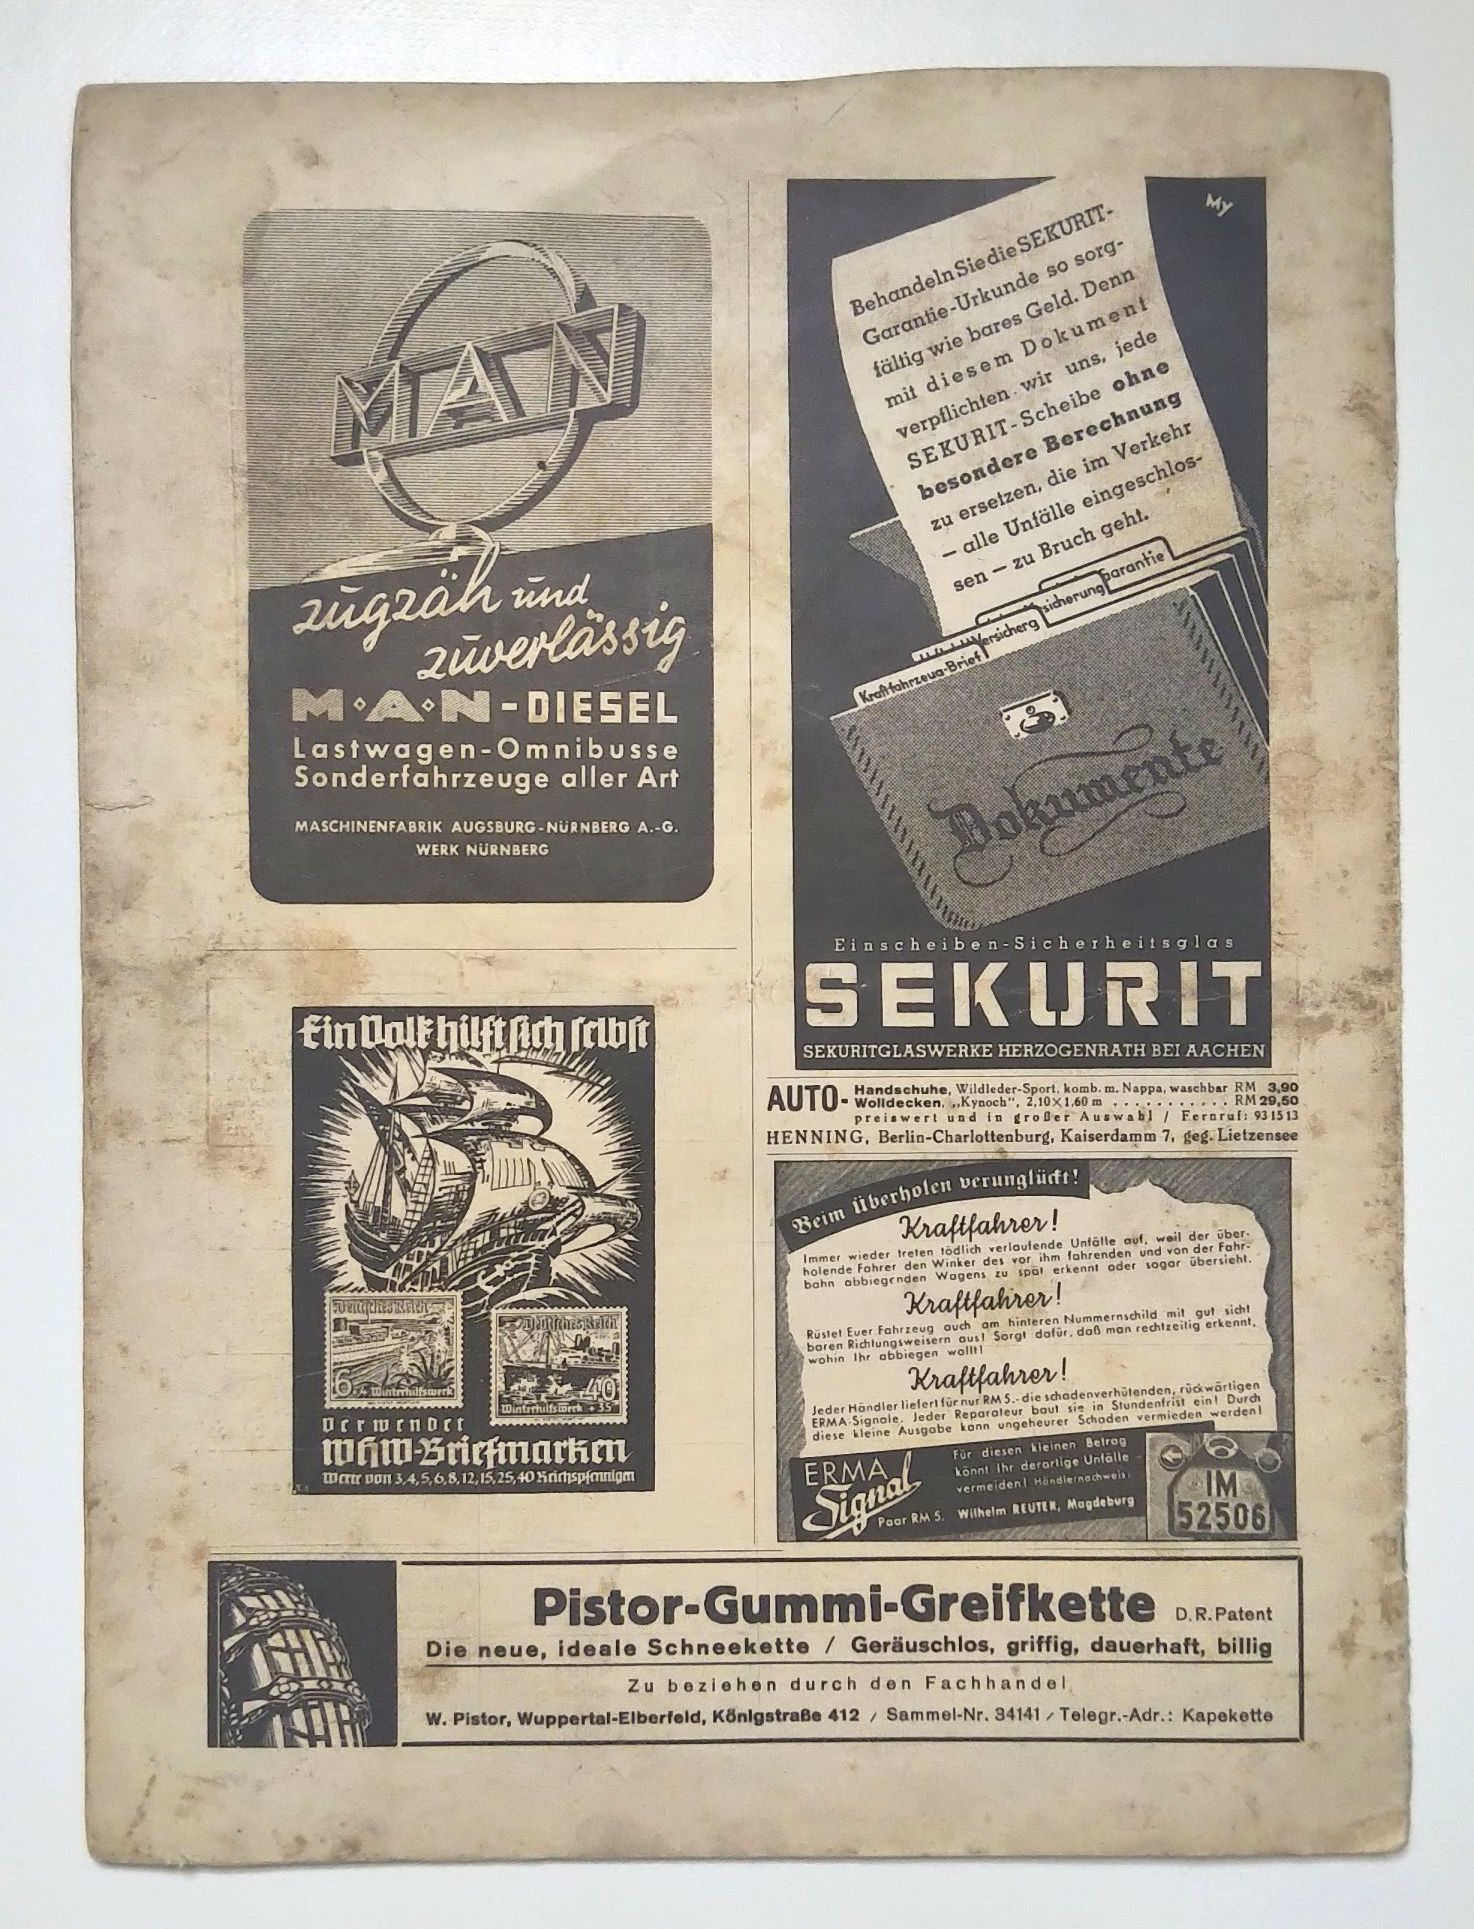 MAN
zugzäh und
zuverlässig
M·A·N-DIESEL
Lastwagen-Omnibusse
Sonderfahrzeuge aller Art
MASCHINENFABRIK AUGSBURG-NÜRNBERG A.-G.
WERK NÜRNBERG
My
Behandeln Sie die SEKURIT-
Garantie-Urkunde so sorg-
fältig wie bares Geld. Denn
mit diesem Dokument
verpflichten wir uns, jede
SEKURIT-Scheibe ohne
besondere Berechnung
zu ersetzen, die im Verkehr
— alle Unfälle eingeschlos-
sen — zu Bruch geht.
Garantie
sicherung
Versicherg
Kraftfahrzeug-Brief
Dokumente
Einscheiben-Sicherheitsglas
SEKURIT
SEKURITGLASWERKE HERZOGENRATH BEI AACHEN
AUTO-
Handschuhe, Wildleder-Sport, komb. m. Nappa, waschbar RM 3,90
Wolldecken, „Kynoch", 2,10×1,60 m . . . . . . . . . . . RM 29,50
preiswert und in großer Auswahl / Fernruf: 931513
HENNING, Berlin-Charlottenburg, Kaiserdamm 7, geg. Lietzensee
Ein Volk hilft sich selbst
Deutsches Reich
6+4 Winterhilfswerk
Deutsches Reich
40
Winterhilfswerk + 35
Verwendet
WHW-Briefmarken
Werte von 3, 4, 5, 6, 8, 12, 15, 25, 40 Reichspfennigen
Beim Überholen verunglückt!
Kraftfahrer!
Immer wieder treten tödlich verlaufende Unfälle auf, weil der über-
holende Fahrer den Winker des vor ihm fahrenden und von der Fahr-
bahn abbiegenden Wagens zu spät erkennt oder sogar übersieht.
Kraftfahrer!
Rüstet Euer Fahrzeug auch am hinteren Nummernschild mit gut sicht
baren Richtungsweisern aus! Sorgt dafür, daß man rechtzeitig erkennt,
wohin Ihr abbiegen wollt!
Kraftfahrer!
Jeder Händler liefert für nur RM 5.- die schadenverhütenden, rückwärtigen
ERMA-Signale. Jeder Reparateur baut sie in Stundenfrist ein! Durch
diese kleine Ausgabe kann ungeheurer Schaden vermieden werden!
ERMA
Signal
Paar RM 5.
Für diesen kleinen Betrag
könnt Ihr derartige Unfälle
vermeiden! Händlernachweis:
Wilhelm REUTER, Magdeburg
IM
52506
Pistor-Gummi-Greifkette D.R.Patent
Die neue, ideale Schneekette / Geräuschlos, griffig, dauerhaft, billig
Zu beziehen durch den Fachhandel
W. Pistor, Wuppertal-Elberfeld, Königstraße 412 / Sammel-Nr. 34141 / Telegr.-Adr.: Kapekette